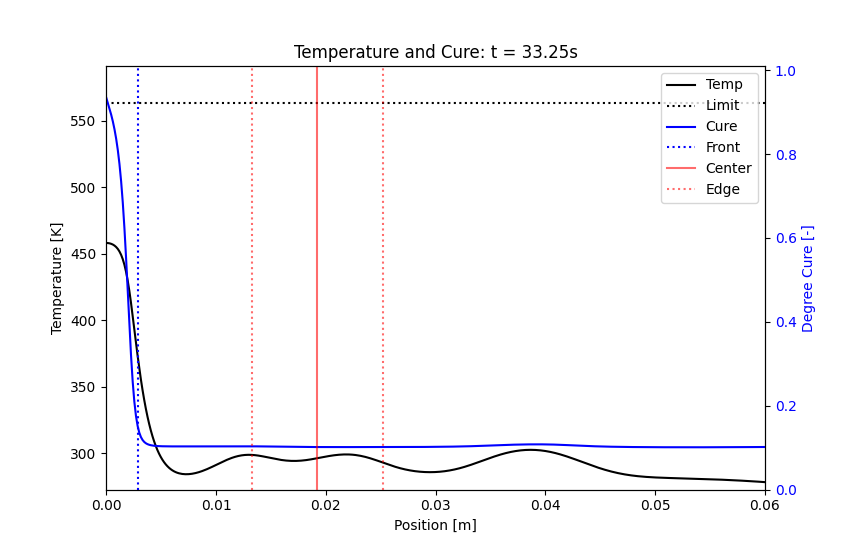 Temperature and Cure: t = 33.25s
Temp
Limit
Cure
Front
Center
Edge
Temperature [K]
550
500
450
400
350
300
Degree Cure [-]
1.0
0.8
0.6
0.4
0.2
0.0
0.00 0.01 0.02 0.03 0.04 0.05 0.06
Position [m]